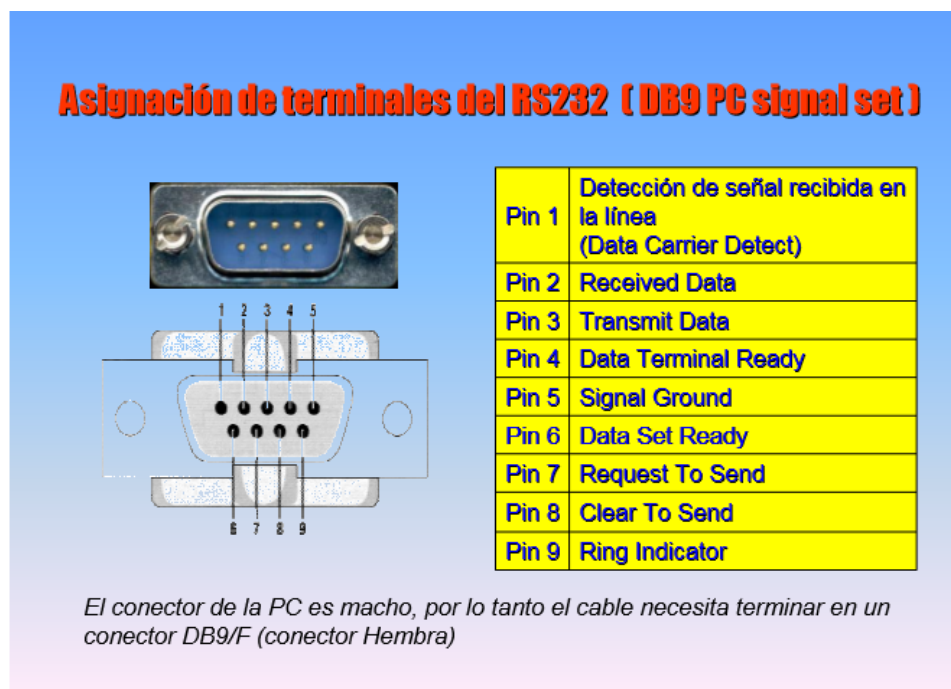 Asignación de terminales del RS232 ( DB9 PC signal set )
Pin 1
Detección de señal recibida en
la línea
(Data Carrier Detect)
Pin 2 Received Data
Pin 3 Transmit Data
Pin 4 Data Terminal Ready
Pin 5 Signal Ground
Pin 6 Data Set Ready
Pin 7 Request To Send
Pin 8 Clear To Send
Pin 9 Ring Indicator
1 2 3 4 5
6 7 8 9
El conector de la PC es macho, por lo tanto el cable necesita terminar en un
conector DB9/F (conector Hembra)